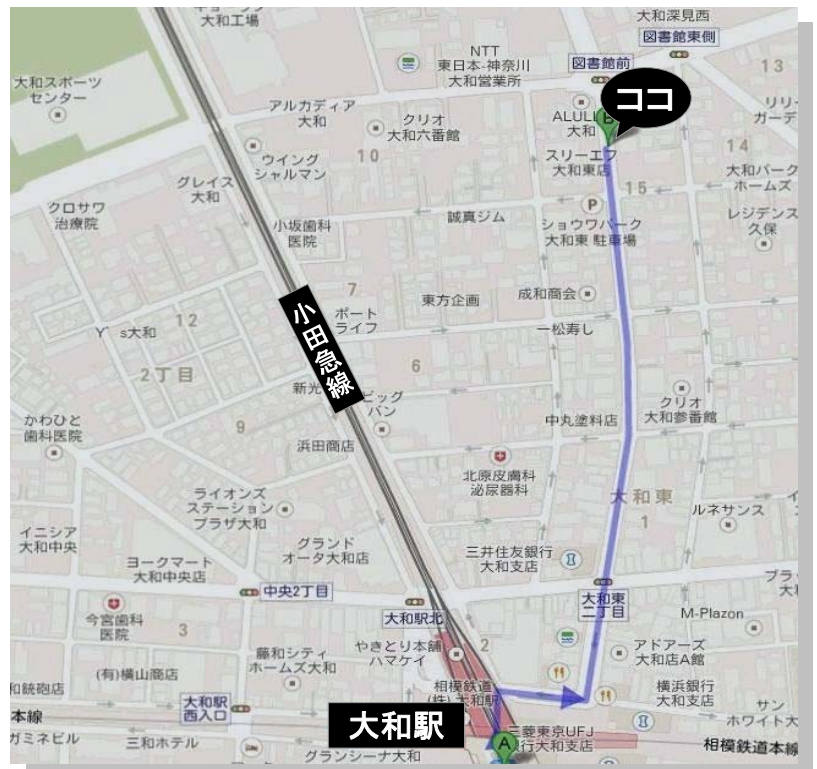 大和工場
大和深見西
図書館東側
NTT
東日本-神奈川
大和営業所
図書館前
13
大和スポーツ
センター
ココ
アルカディア
大和
クリオ
大和六番館
ALULI
大和
B
リリー
ガーデ
ウイング
シャルマン
10
スリーエフ
大和東店
14
大和パーク
ホームズ
グレイス
大和
15
クロサワ
治療院
小坂歯科
医院
誠真ジム
P
ショウワパーク
大和東 駐車場
レジデンス
久保
7
東方企画
成和商会
小田急線
ポート
ライフ
一松寿し
Y's大和
12
2丁目
6
新光
ビッグ
バン
クリオ
大和参番館
かわひと
歯科医院
9
浜田商店
中丸塗料店
北原皮膚科
泌尿器科
ライオンズ
ステーション
プラザ大和
大和東
1
ルネサンス
イニシア
大和中央
グランド
オータ大和店
三井住友銀行
大和支店
ヨークマート
大和中央店
中央2丁目
大和東
二丁目
ブラ
大和駅北
M-Plazon
今宮歯科
医院
3
藤和シティ
ホームズ大和
やきとり本舗
ハマケイ
2
アドアーズ
大和店A館
(有)横山商店
和銃砲店
相模鉄道
(株)大和駅
横浜銀行
大和支店
大和駅
西入口
サン
ホワイト大
本線
大和駅
三菱東京UFJ
行大和支店
A
ガミネビル
三和ホテル
グランシーナ大和
相模鉄道本線